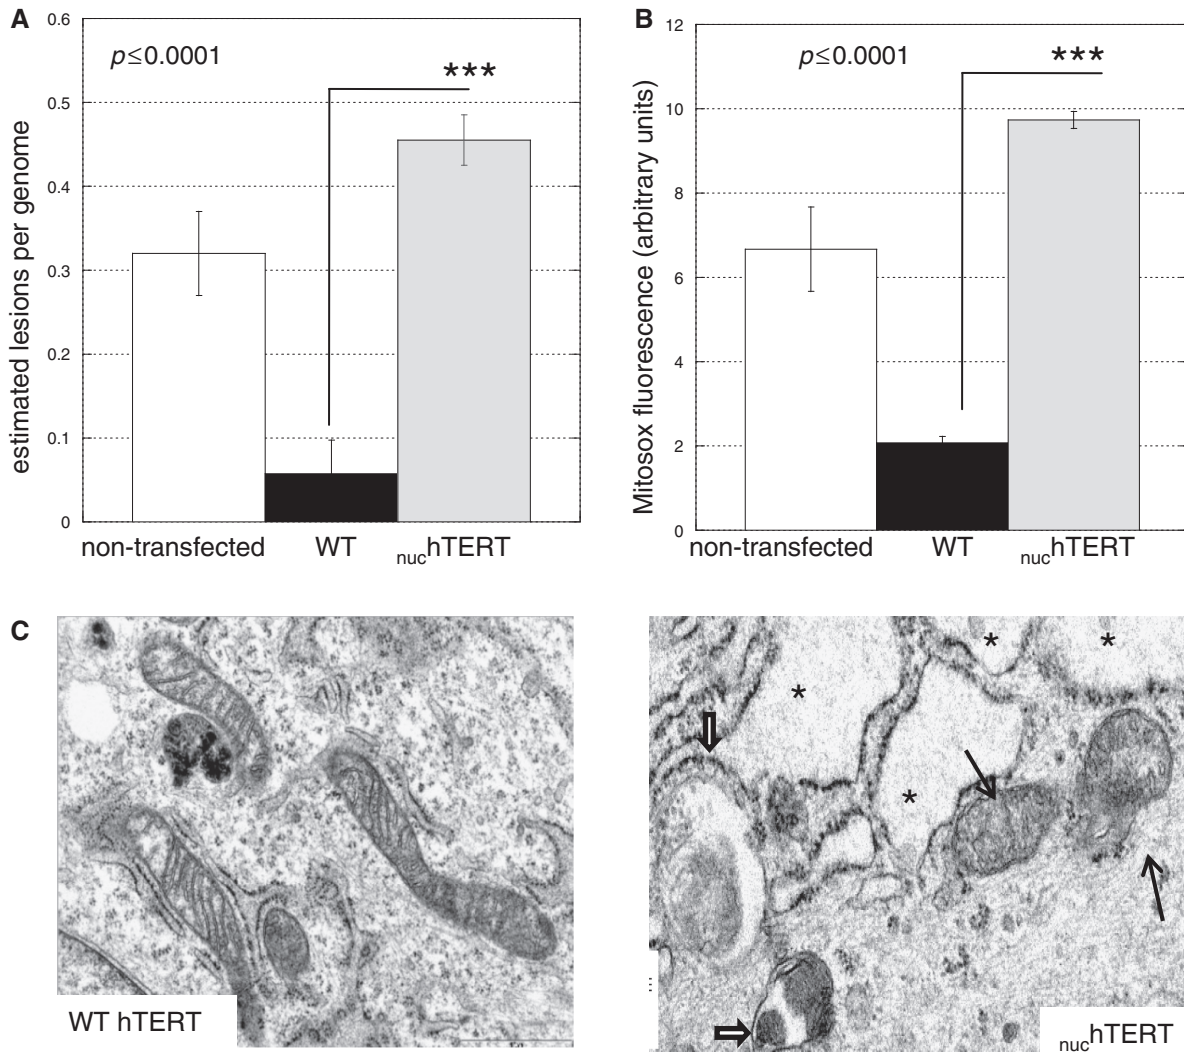 A
p≤0.0001
***
estimated lesions per genome
0.6
0.5
0.4
0.3
0.2
0.1
0
non-transfected WT nuchTERT
B
p≤0.0001
***
Mitosox fluorescence (arbitrary units)
12
10
8
6
4
2
0
non-transfected WT nuchTERT
C
WT hTERT
* * * *
nuchTERT